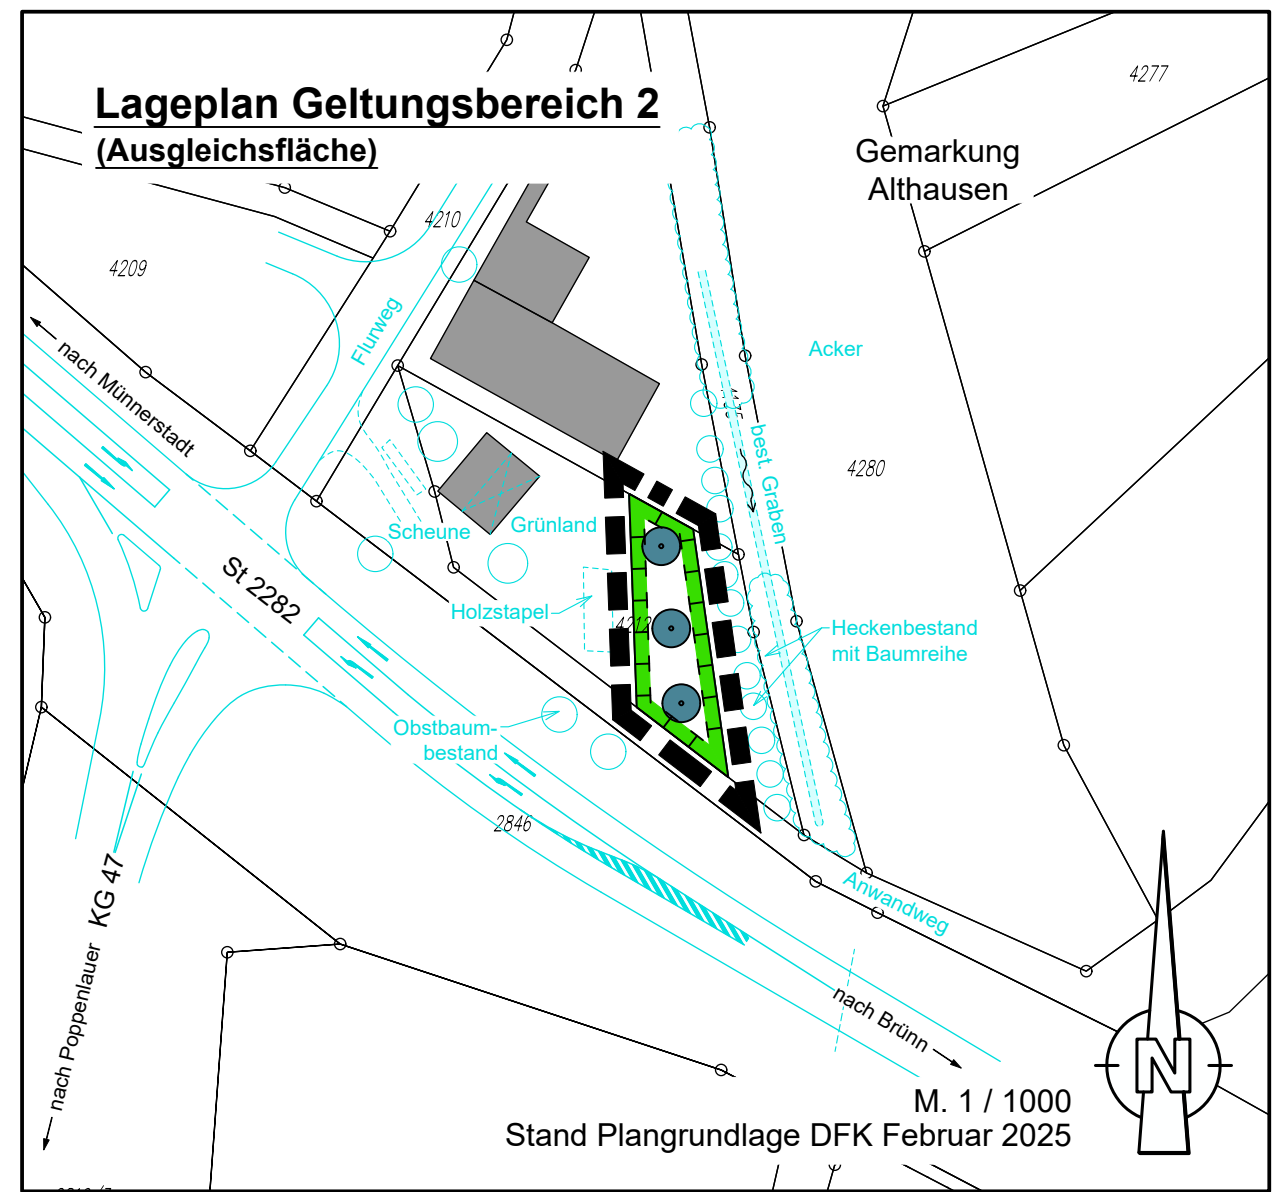 Lageplan Geltungsbereich 2
(Ausgleichsfläche)
4277
Gemarkung
Althausen
4210
4209
Flurweg
nach Münnerstadt
Acker
best. Graben
4280
Scheune
Grünland
St 2282
Holzstapel
4212
Heckenbestand
mit Baumreihe
Obstbaum-
bestand
2846
KG 47
nach Poppenlauer
Anwandweg
nach Brünn
N
M. 1 / 1000
Stand Plangrundlage DFK Februar 2025